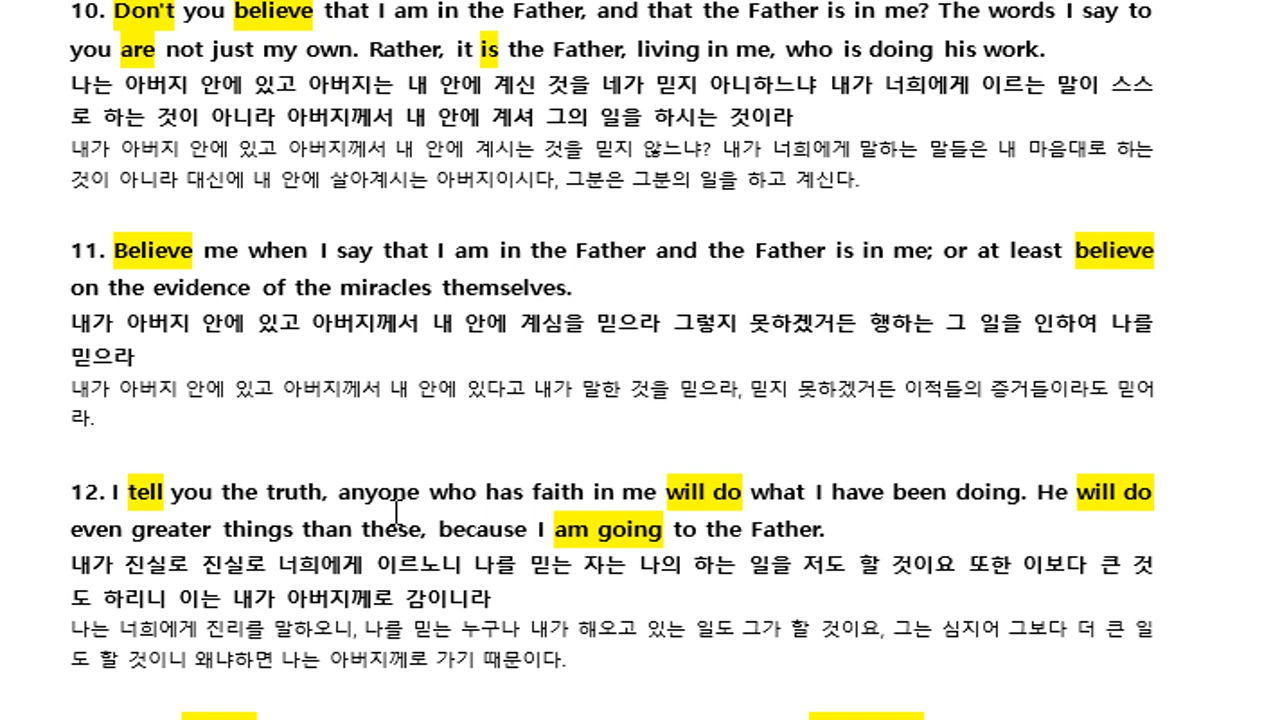 10. Don't you believe that I am in the Father, and that the Father is in me? The words I say to
you are not just my own. Rather, it is the Father, living in me, who is doing his work.
나는 아버지 안에 있고 아버지는 내 안에 계신 것을 네가 믿지 아니하느냐 내가 너희에게 이르는 말이 스스
로 하는 것이 아니라 아버지께서 내 안에 계셔 그의 일을 하시는 것이라
내가 아버지 안에 있고 아버지께서 내 안에 계시는 것을 믿지 않느냐? 내가 너희에게 말하는 말들은 내 마음대로 하는
것이 아니라 대신에 내 안에 살아계시는 아버지이시다, 그분은 그분의 일을 하고 계신다.
11. Believe me when I say that I am in the Father and the Father is in me; or at least believe
on the evidence of the miracles themselves.
내가 아버지 안에 있고 아버지께서 내 안에 계심을 믿으라 그렇지 못하겠거든 행하는 그 일을 인하여 나를
믿으라
내가 아버지 안에 있고 아버지께서 내 안에 있다고 내가 말한 것을 믿으라, 믿지 못하겠거든 이적들의 증거들이라도 믿어
라.
12. I tell you the truth, anyone who has faith in me will do what I have been doing. He will do
even greater things than these, because I am going to the Father.
내가 진실로 진실로 너희에게 이르노니 나를 믿는 자는 나의 하는 일을 저도 할 것이요 또한 이보다 큰 것
도 하리니 이는 내가 아버지께로 감이니라
나는 너희에게 진리를 말하오니, 나를 믿는 누구나 내가 해오고 있는 일도 그가 할 것이요, 그는 심지어 그보다 더 큰 일
도 할 것이니 왜냐하면 나는 아버지께로 가기 때문이다.